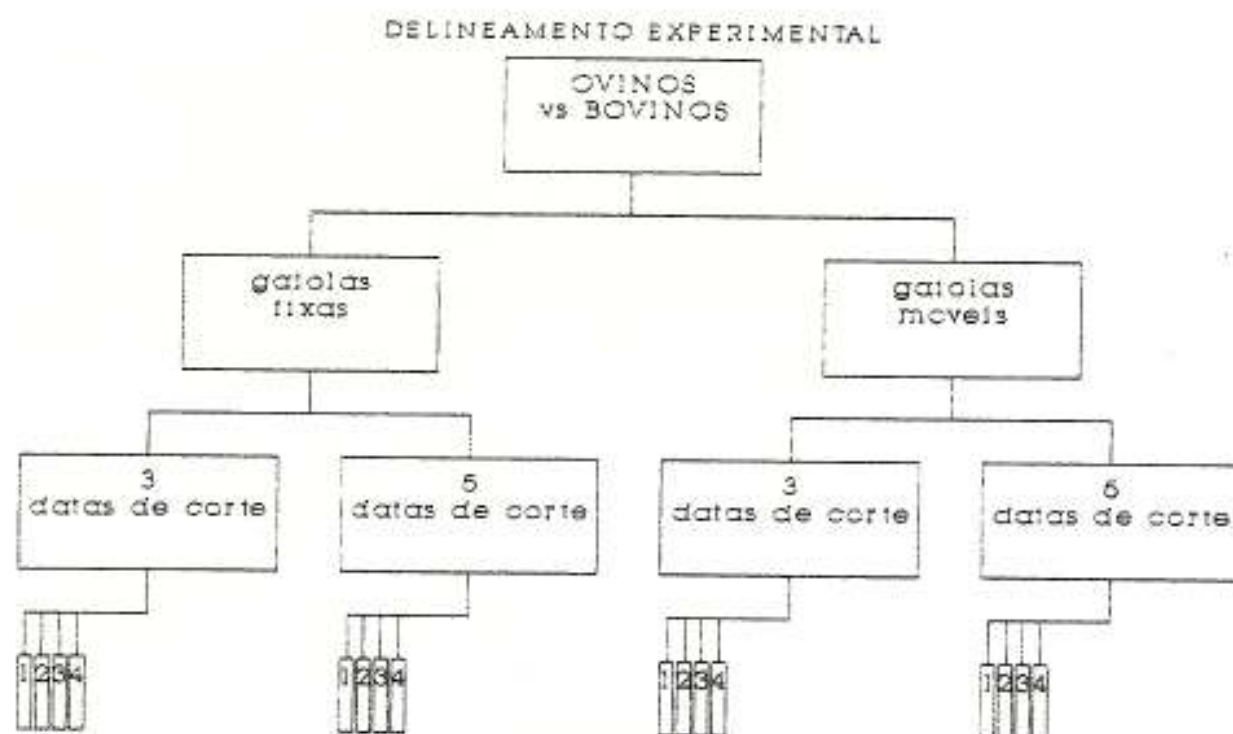 DELINEAMENTO EXPERIMENTAL
OVINOS
vs BOVINOS
gaiolas
fixas
gaiolas
moveis
3
datas de corte
5
datas de corte
3
datas de corte
datas de corte
1 2 3 4
1 2 3 4
1 2 3 4
1 2 3 4